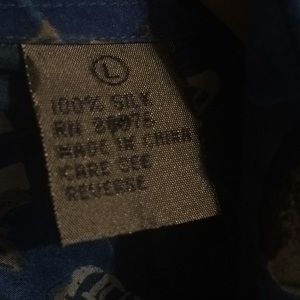 L
100% SILK
RN
MADE IN CHINA
CARE SEE
REVERSE